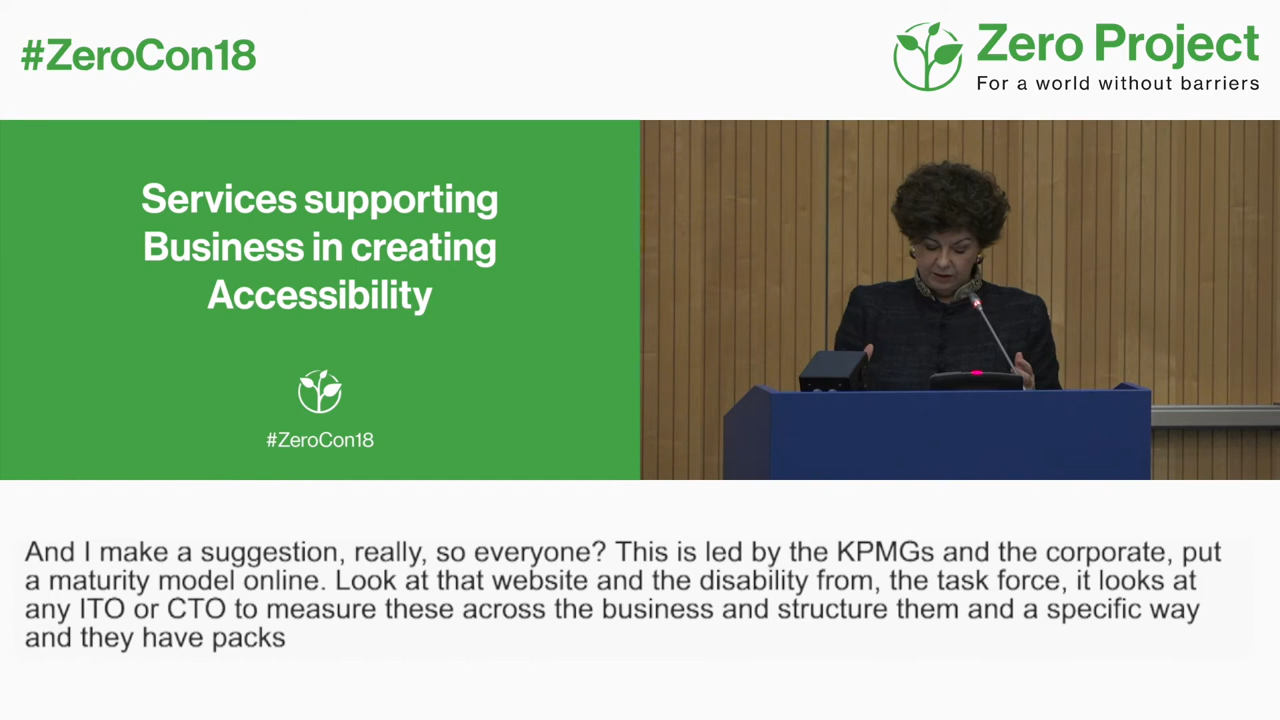 #ZeroCon18
Zero Project
For a world without barriers
Services supporting
Business in creating
Accessibility
#ZeroCon18
And I make a suggestion, really, so everyone? This is led by the KPMGs and the corporate, put
a maturity model online. Look at that website and the disability from, the task force, it looks at
any ITO or CTO to measure these across the business and structure them and a specific way
and they have packs